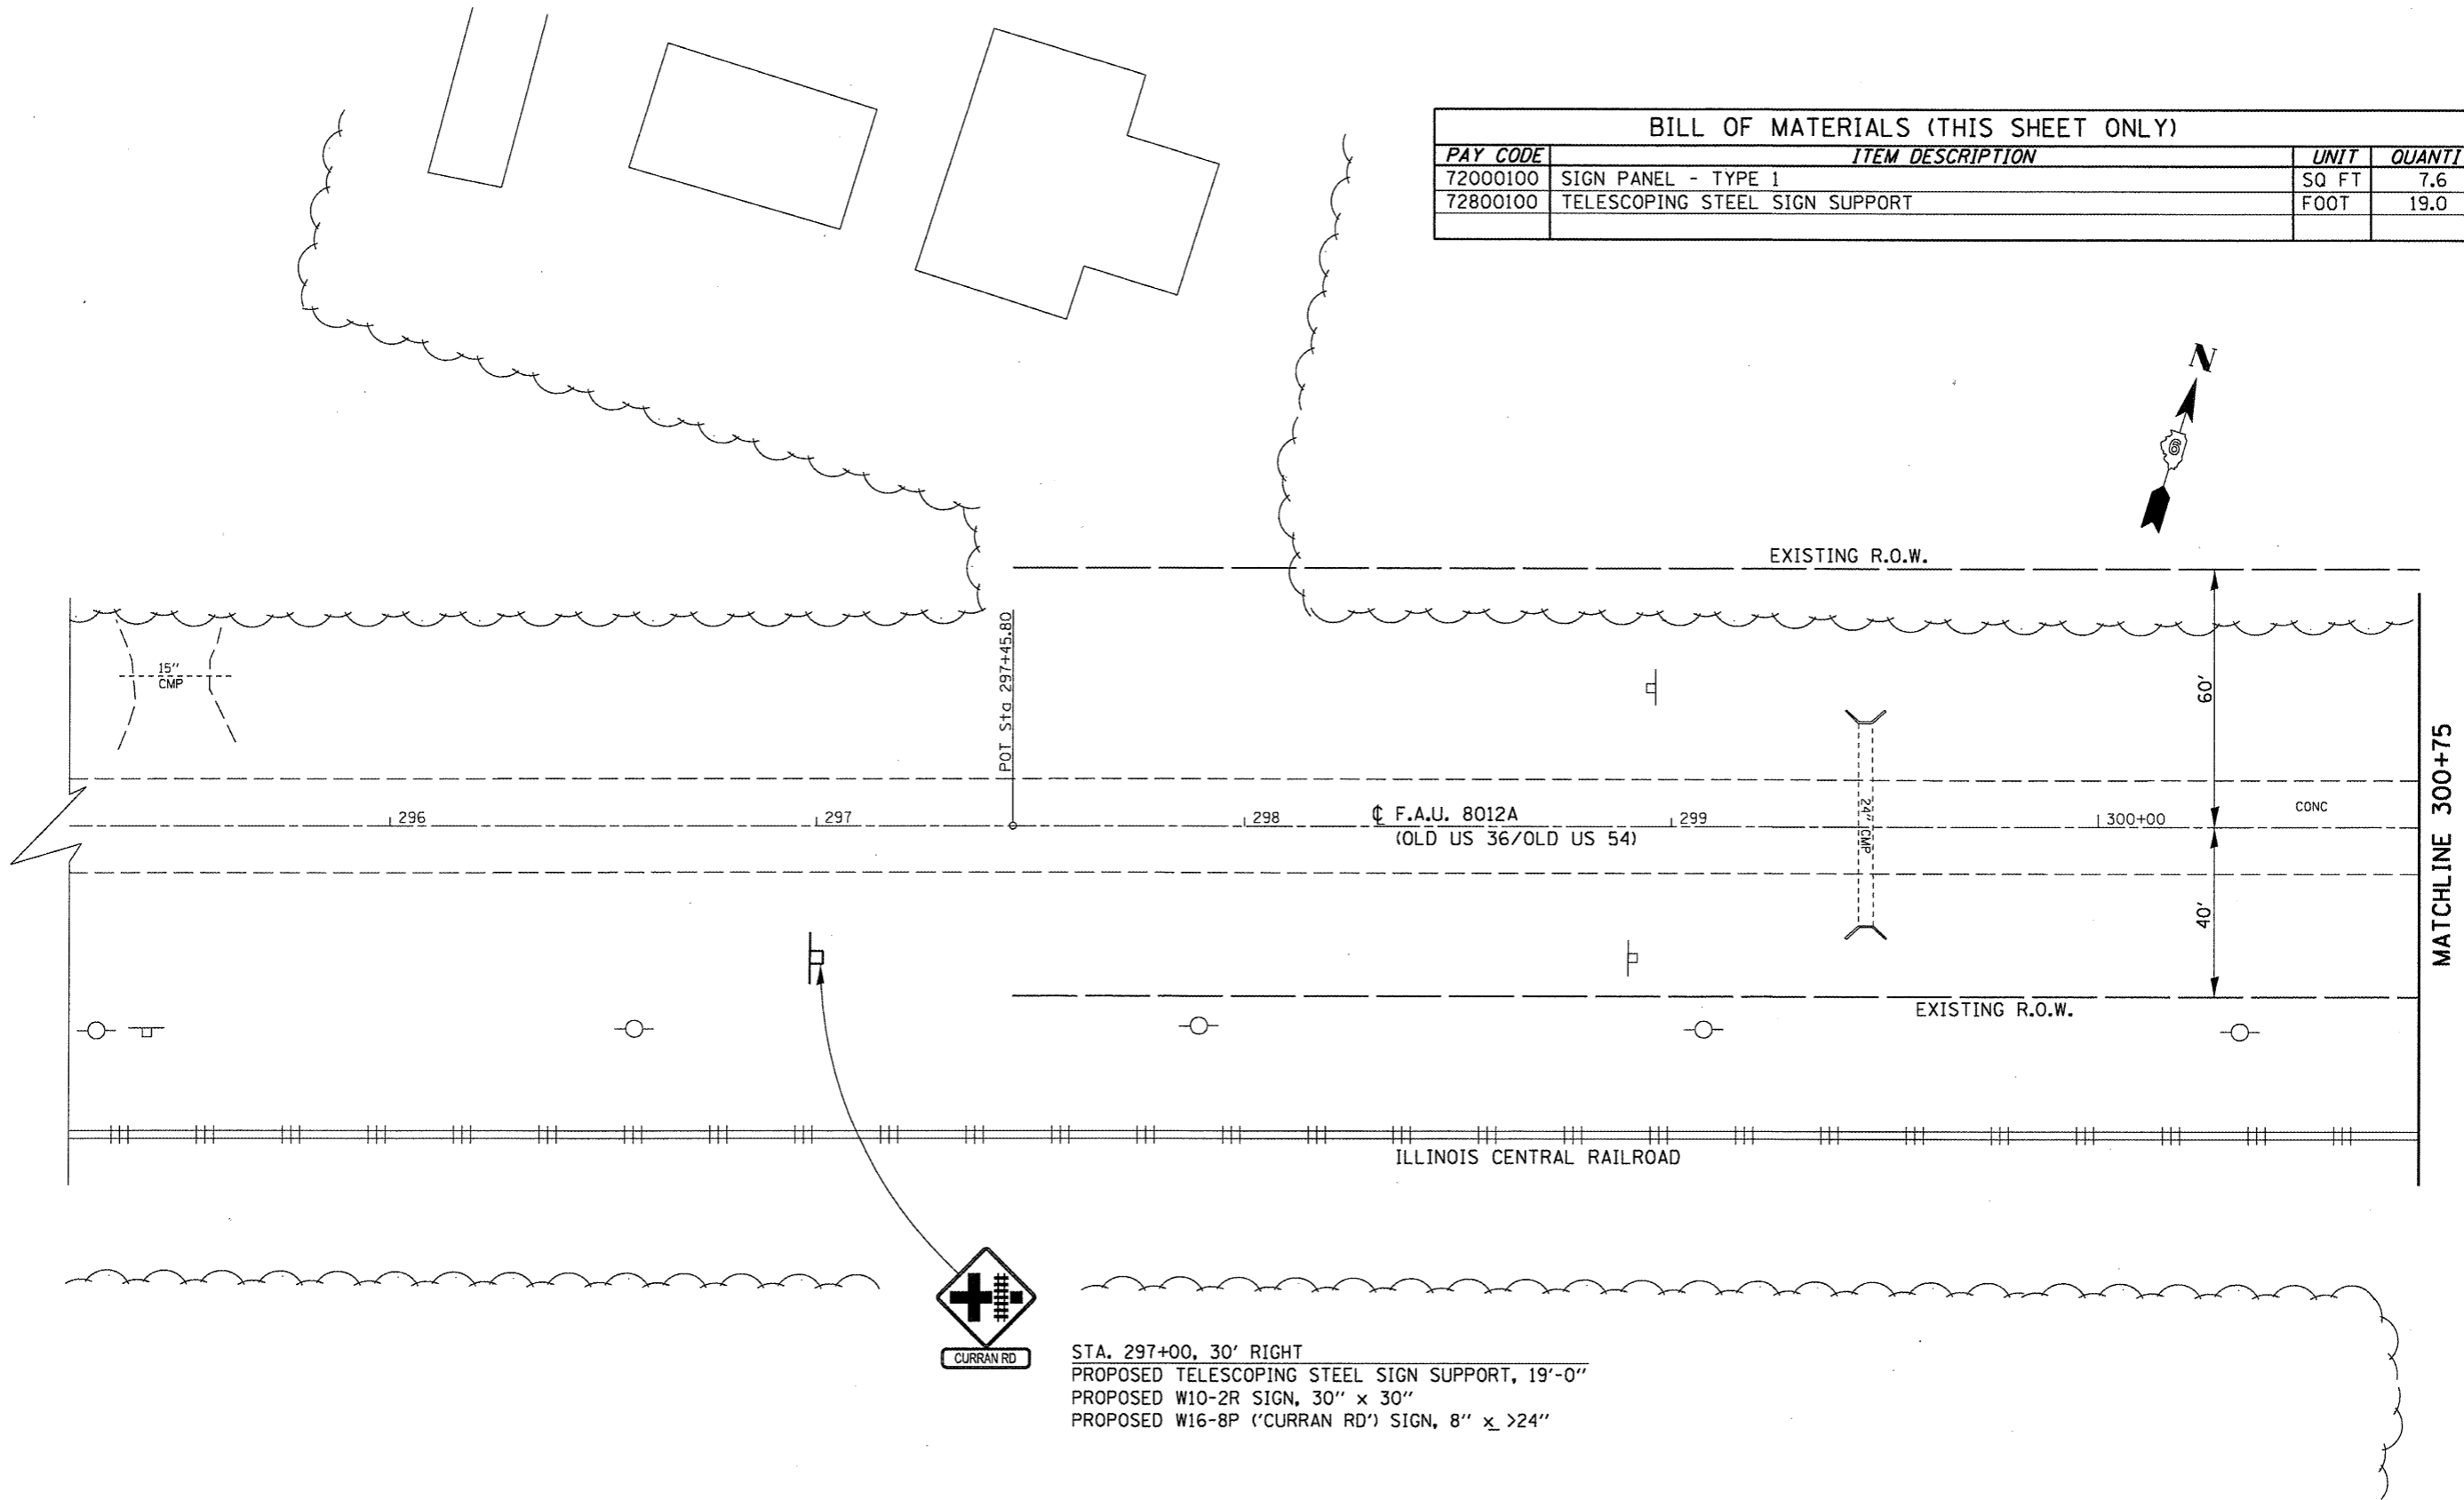 BILL OF MATERIALS (THIS SHEET ONLY)
PAY CODE ITEM DESCRIPTION UNIT QUANTI
72000100 SIGN PANEL - TYPE 1 SQ FT 7.6
72800100 TELESCOPING STEEL SIGN SUPPORT FOOT 19.0
N
6
EXISTING R.O.W.
15"
CMP
POT Sta 297+45.80
60'
MATCHLINE 300+75
296
297
298
℄ F.A.U. 8012A
(OLD US 36/OLD US 54)
299
24" CMP
300+00
CONC
40'
EXISTING R.O.W.
ILLINOIS CENTRAL RAILROAD
CURRAN RD
STA. 297+00, 30' RIGHT
PROPOSED TELESCOPING STEEL SIGN SUPPORT, 19'-0"
PROPOSED W10-2R SIGN, 30" x 30"
PROPOSED W16-8P ('CURRAN RD') SIGN, 8" x >24"